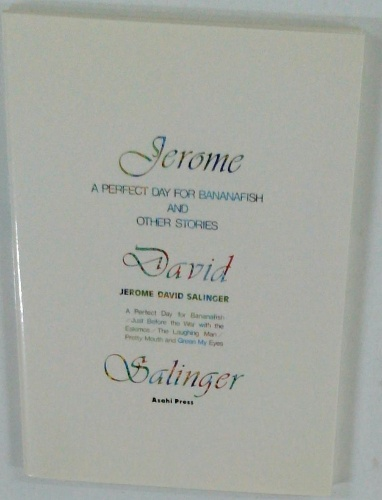 Jerome
A PERFECT DAY FOR BANANAFISH
AND
OTHER STORIES
David
JEROME DAVID SALINGER
A Perfect Day for Bananafish
/Just Before the War with the
Eskimos/The Laughing Man/
Pretty Mouth and Green My Eyes
Salinger
Asahi Press